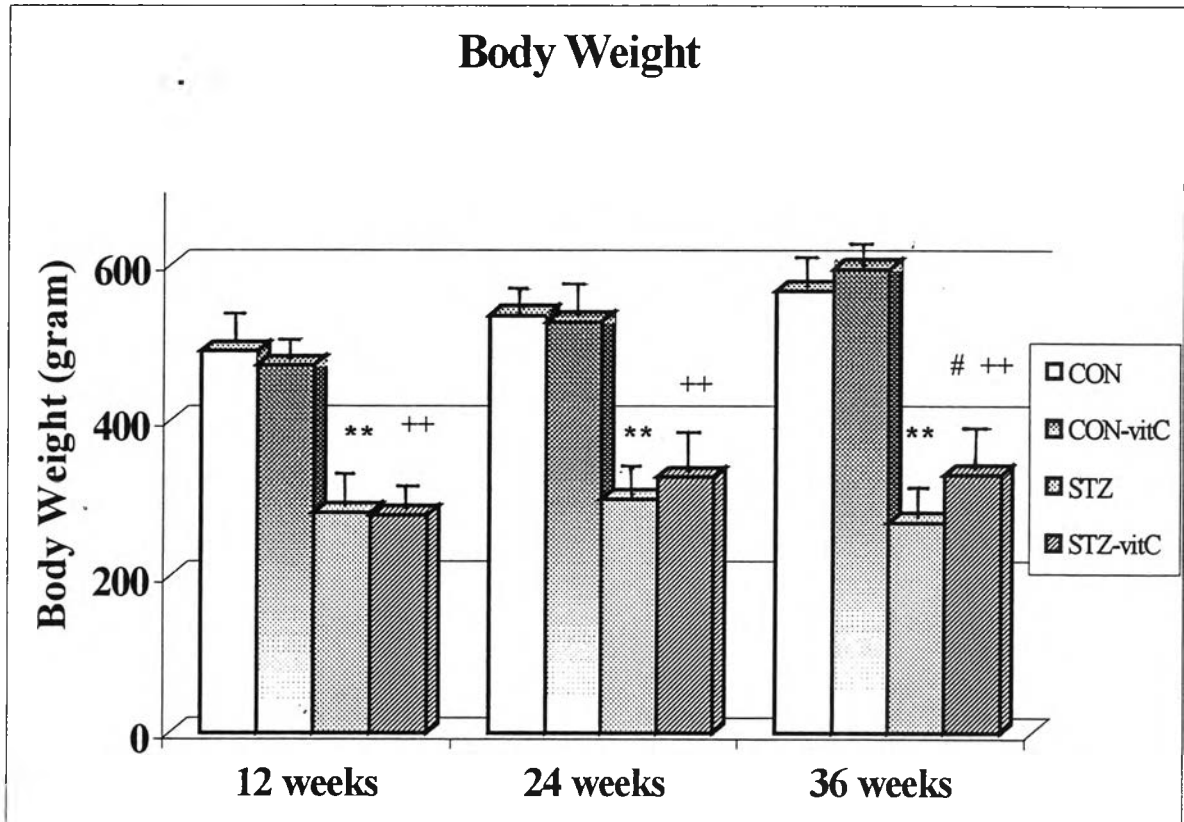 Body Weight
Body Weight (gram)
600
400
200
0
** ++
** ++
** # ++
12 weeks
24 weeks
36 weeks
CON
CON-vitC
STZ
STZ-vitC